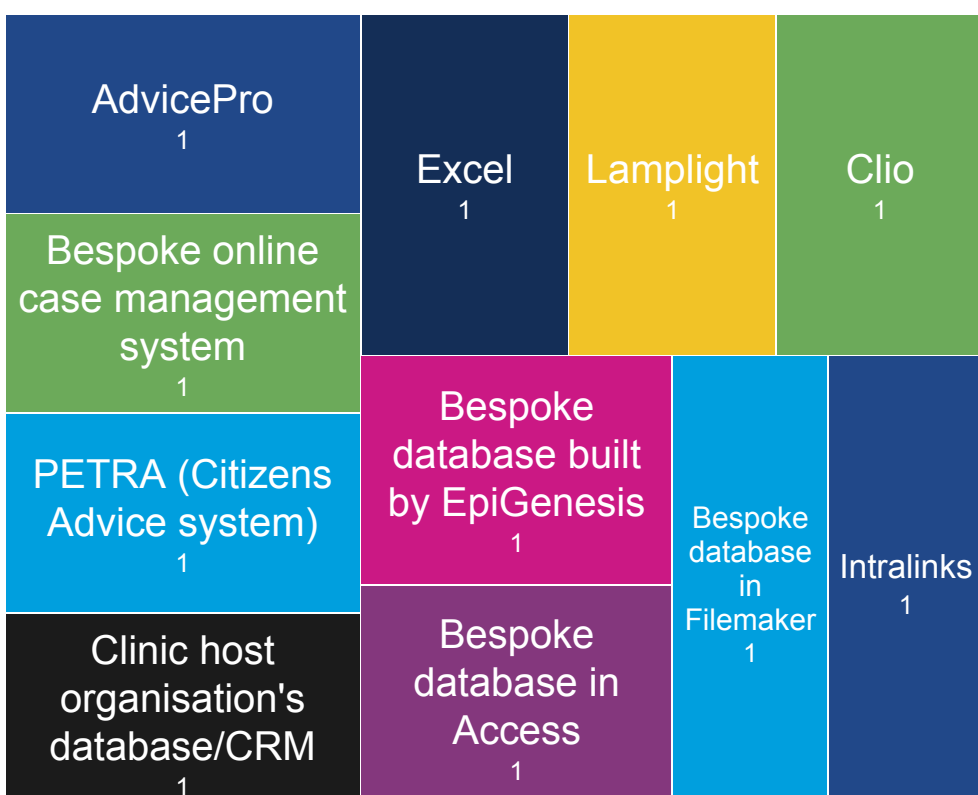 AdvicePro
1
Bespoke online
case management
system
1
PETRA (Citizens
Advice system)
1
Clinic host
organisation's
database/CRM
1
Excel
1
Lamplight
1
Clio
1
Bespoke
database built
by EpiGenesis
1
Bespoke
database in
Access
1
Bespoke
database
in
Filemaker
1
Intralinks
1